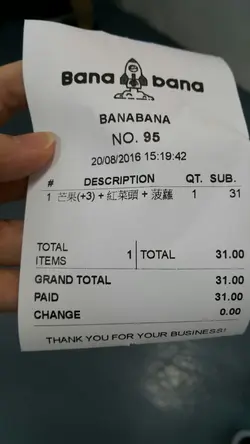 Bana bana
BANABANA
NO. 95
20/08/2016 15:19:42
# DESCRIPTION QT. SUB.
1 芒果(+3) + 紅菜頭 + 菠蘿 1 31
TOTAL ITEMS 1 TOTAL 31.00
GRAND TOTAL 31.00
PAID 31.00
CHANGE 0.00
THANK YOU FOR YOUR BUSINESS!